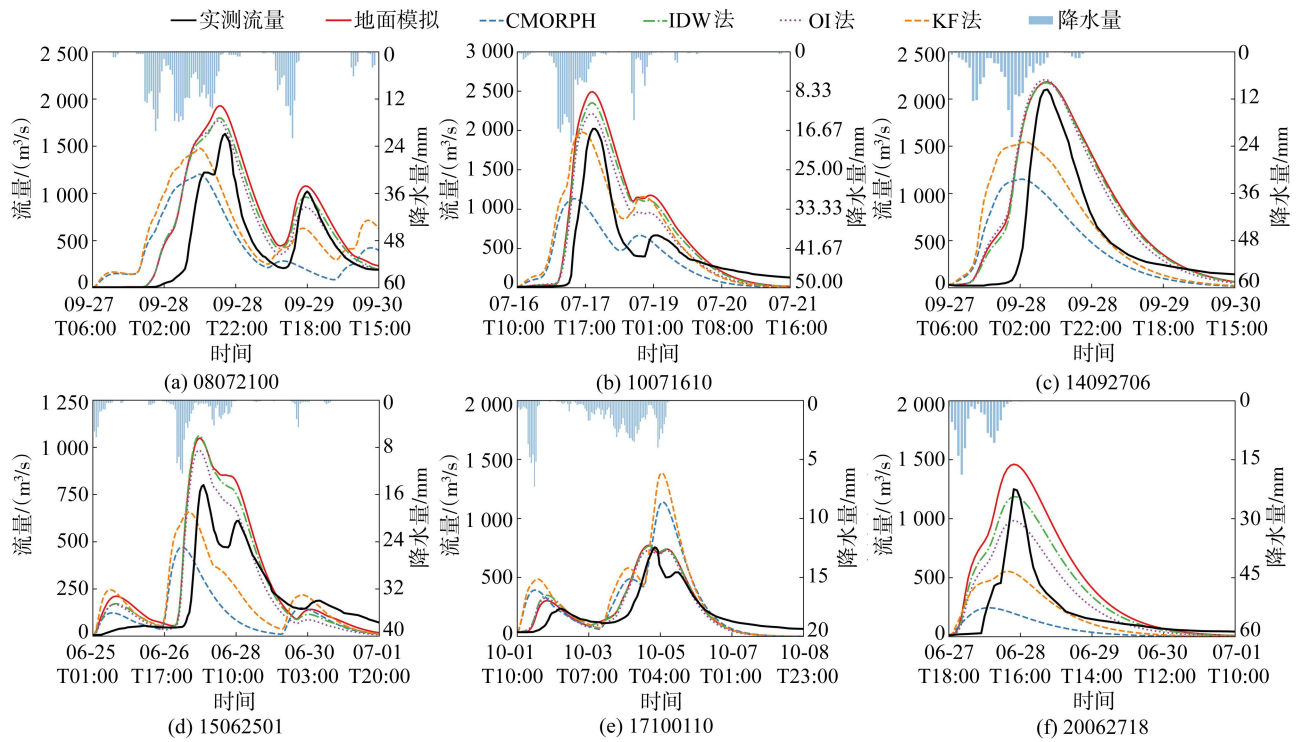 实测流量 地面模拟 CMORPH IDW法 OI法 KF法 降水量
2 500 0 3 000 0 2 500 0
2 000 12 2 500 8.33 2 000 12
1 500 24 2 000 16.67 1 500 24
1 000 36 1 500 25.00 1 000 36
500 48 1 000 33.33 500 48
0 60 500 41.67 0 60
0 50.00
流量/(m³/s) 降水量/mm 流量/(m³/s) 降水量/mm 流量/(m³/s) 降水量/mm
09-27 09-28 09-28 09-29 09-30 07-16 07-17 07-19 07-20 07-21 09-27 09-28 09-28 09-29 09-30
T06:00 T02:00 T22:00 T18:00 T15:00 T10:00 T17:00 T01:00 T08:00 T16:00 T06:00 T02:00 T22:00 T18:00 T15:00
时间 时间 时间
(a) 08072100 (b) 10071610 (c) 14092706
1 250 0 2 000 0 2 000 0
1 000 8 1 500 5 1 500 15
750 16 1 000 10 1 000 30
500 24 500 15 500 45
250 32 0 20 0 60
0 40
流量/(m³/s) 降水量/mm 流量/(m³/s) 降水量/mm 流量/(m³/s) 降水量/mm
06-25 06-26 06-28 06-30 07-01 10-01 10-03 10-05 10-07 10-08 06-27 06-28 06-29 06-30 07-01
T01:00 T17:00 T10:00 T03:00 T20:00 T10:00 T07:00 T04:00 T01:00 T23:00 T18:00 T16:00 T14:00 T12:00 T10:00
时间 时间 时间
(d) 15062501 (e) 17100110 (f) 20062718